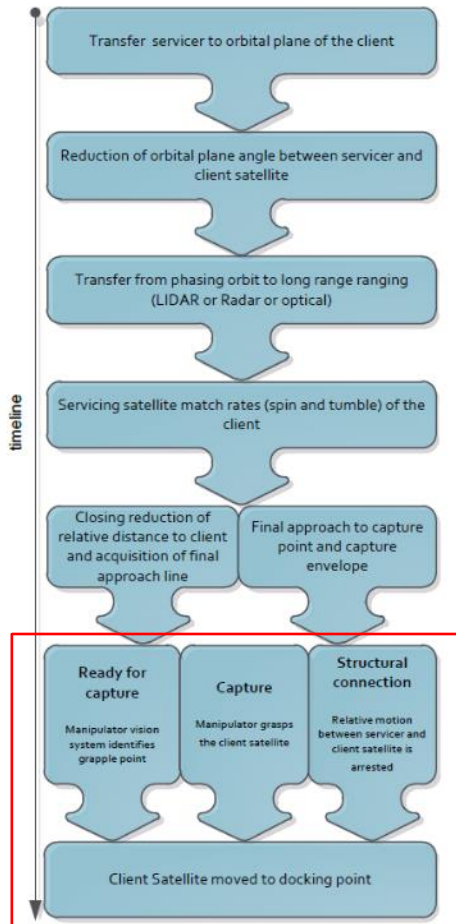 Transfer servicer to orbital plane of the client
Reduction of orbital plane angle between servicer and
client satellite
Transfer from phasing orbit to long range ranging
(LIDAR or Radar or optical)
timeline
Servicing satellite match rates (spin and tumble) of the
client
Closing reduction of
relative distance to client
and acquisition of final
approach line
Final approach to capture
point and capture
envelope
Ready for
capture
Manipulator vision
system identifies
grapple point
Capture
Manipulator grasps
the client satellite
Structural
connection
Relative motion
between servicer and
client satellite is
arrested
Client Satellite moved to docking point